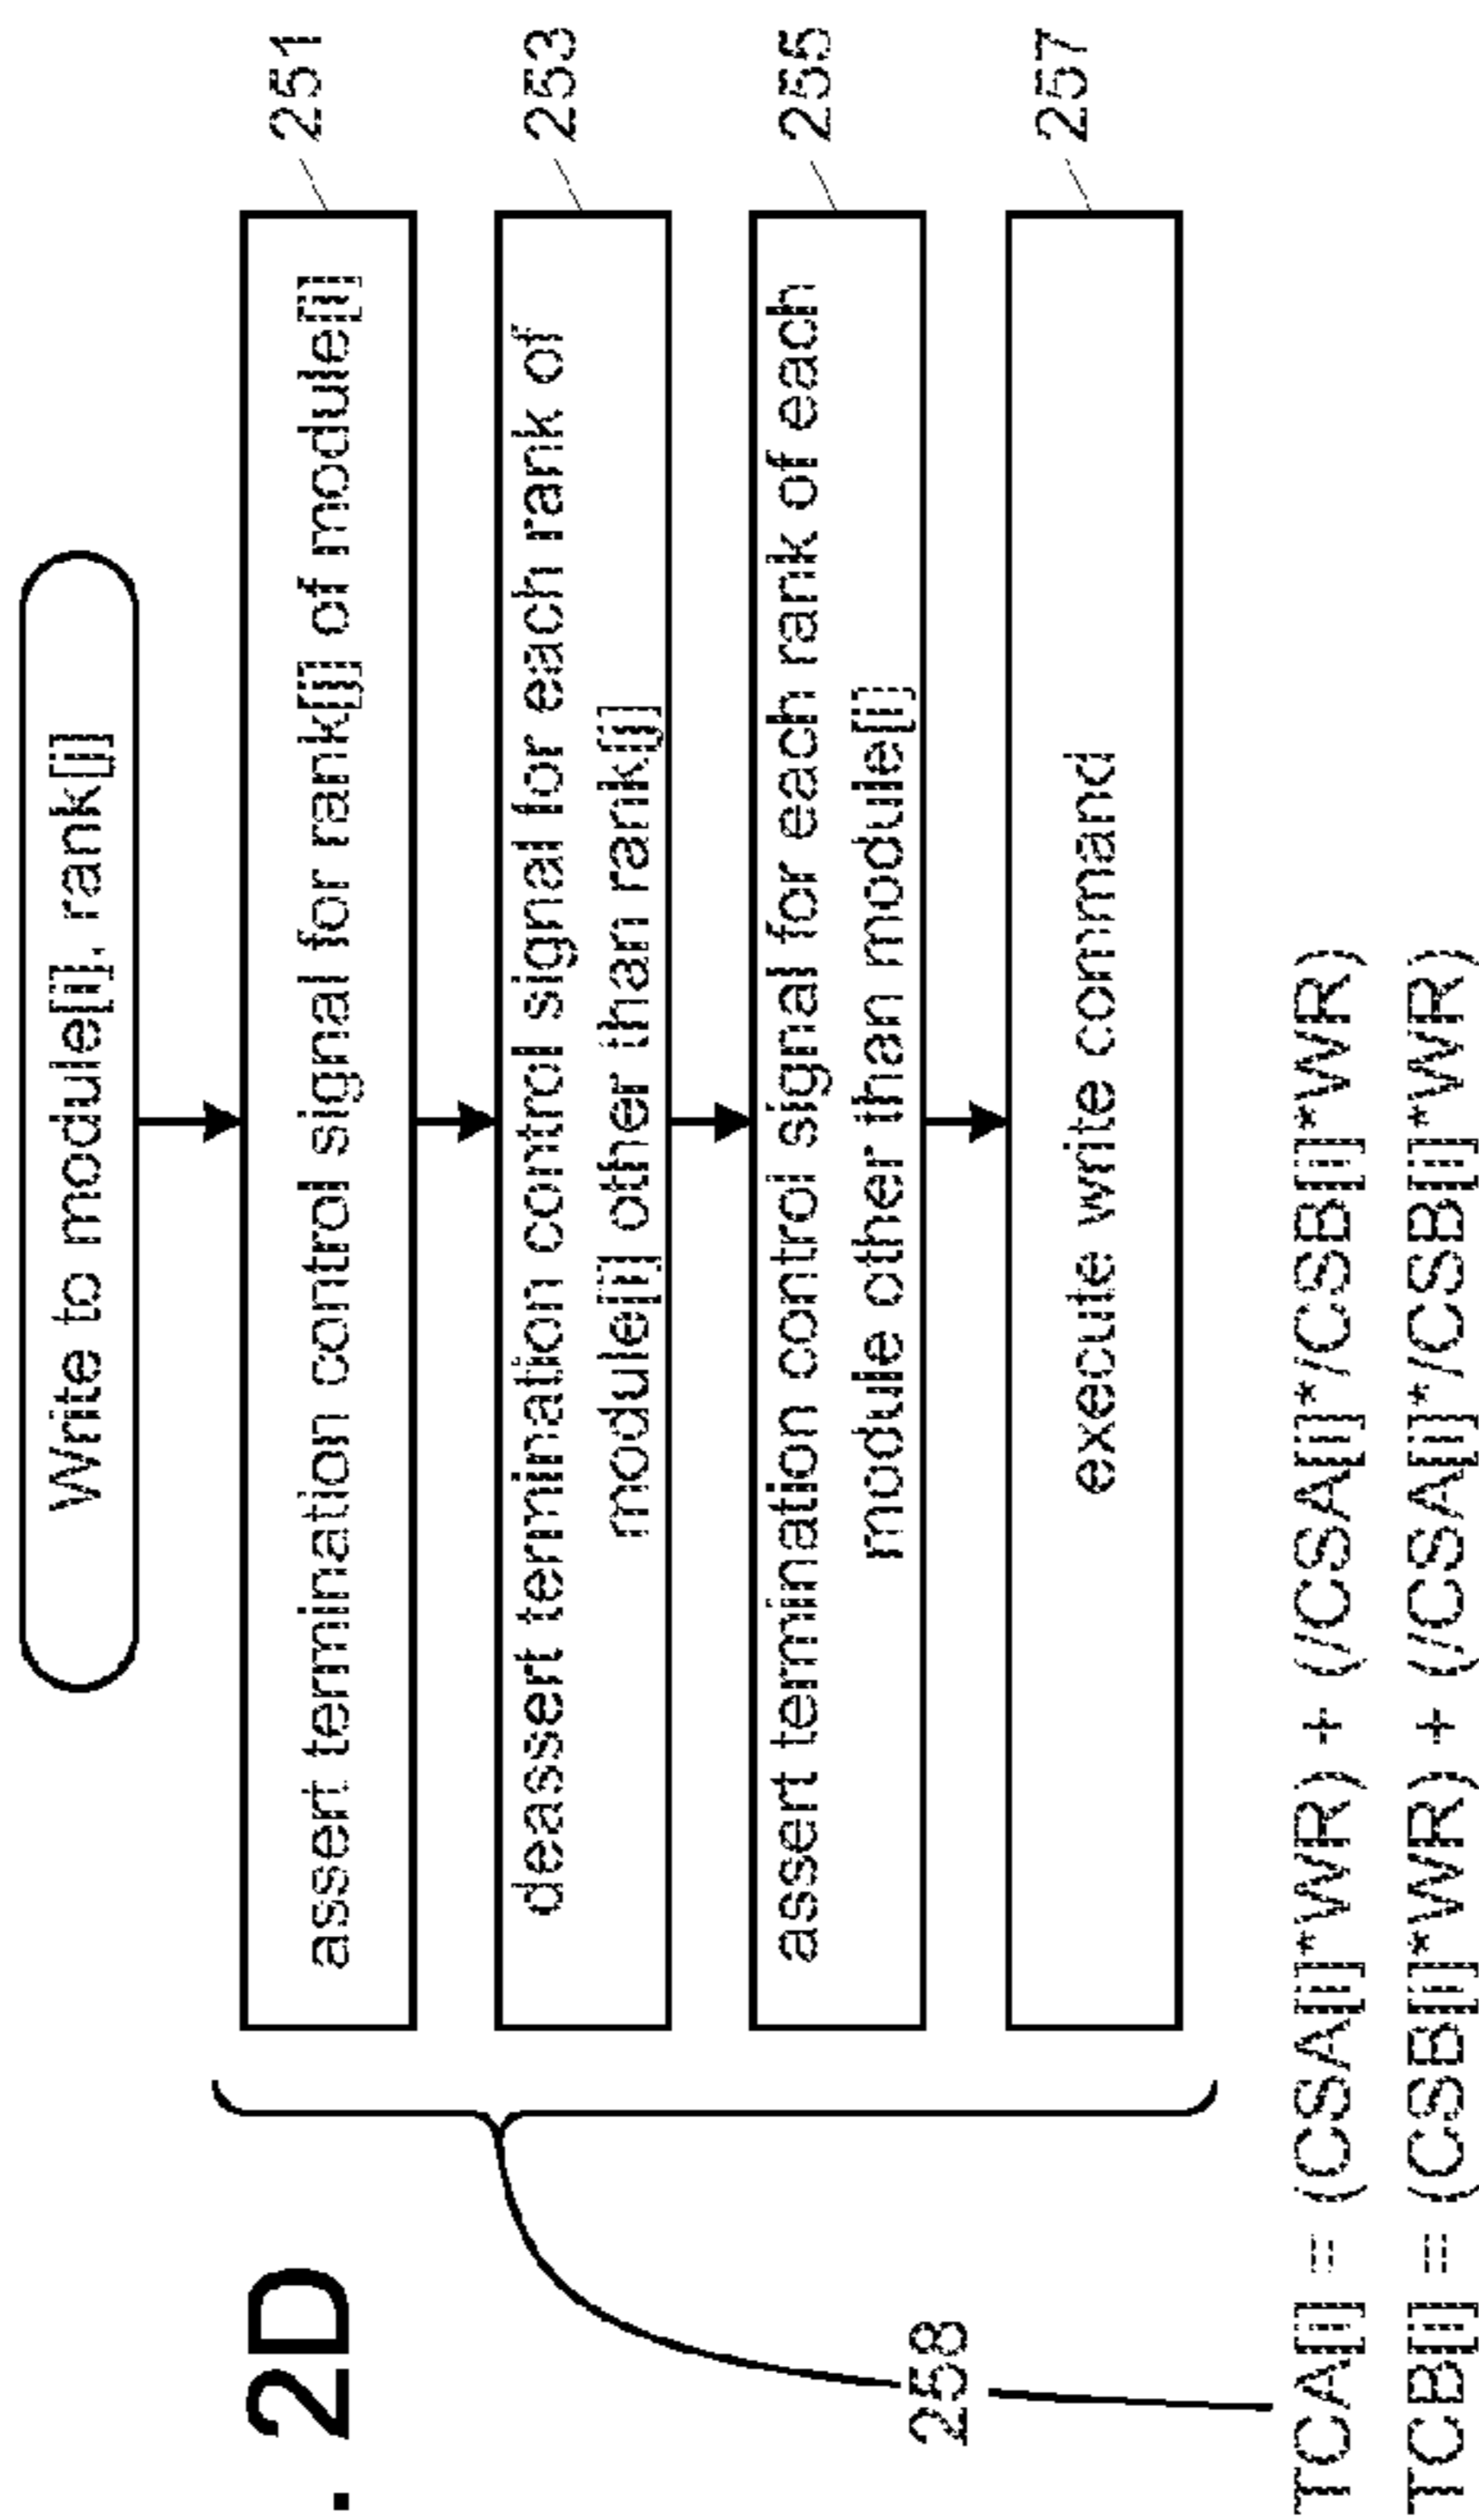 . 2D
Write to module[i], rank[j]
assert termination control signal for rank[j] of module[i]
251
deassert termination control signal for each rank of
module[i] other than rank[j]
253
assert termination control signal for each rank of each
module other than module[i]
255
execute write command
257
258
TCA[i] = (CSA[i]*WR) + (/CSA[i]*/CSB[i]*WR)
TCB[i] = (CSB[i]*WR) + (/CSA[i]*/CSB[i]*WR)